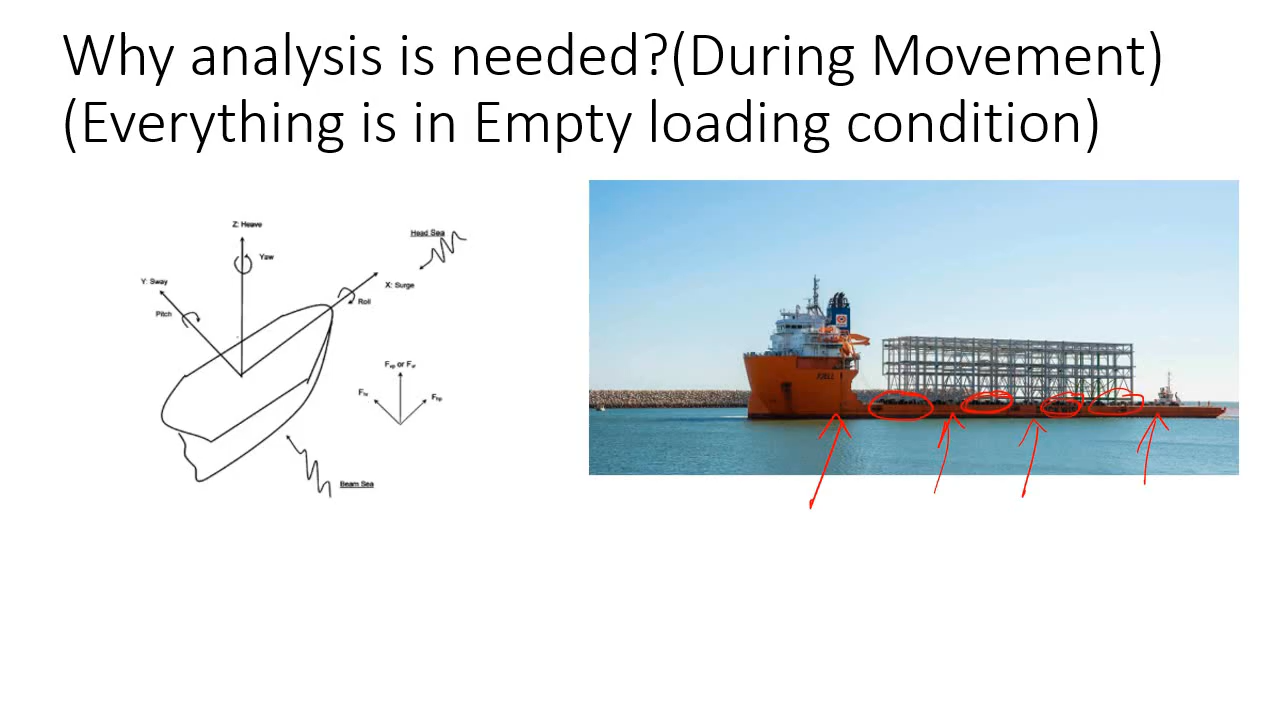 Why analysis is needed?(During Movement)
(Everything is in Empty loading condition)
Z: Heave
Yaw
Head Sea
Y: Sway
X: Surge
Pitch
Roll
Beam Sea
FJELL